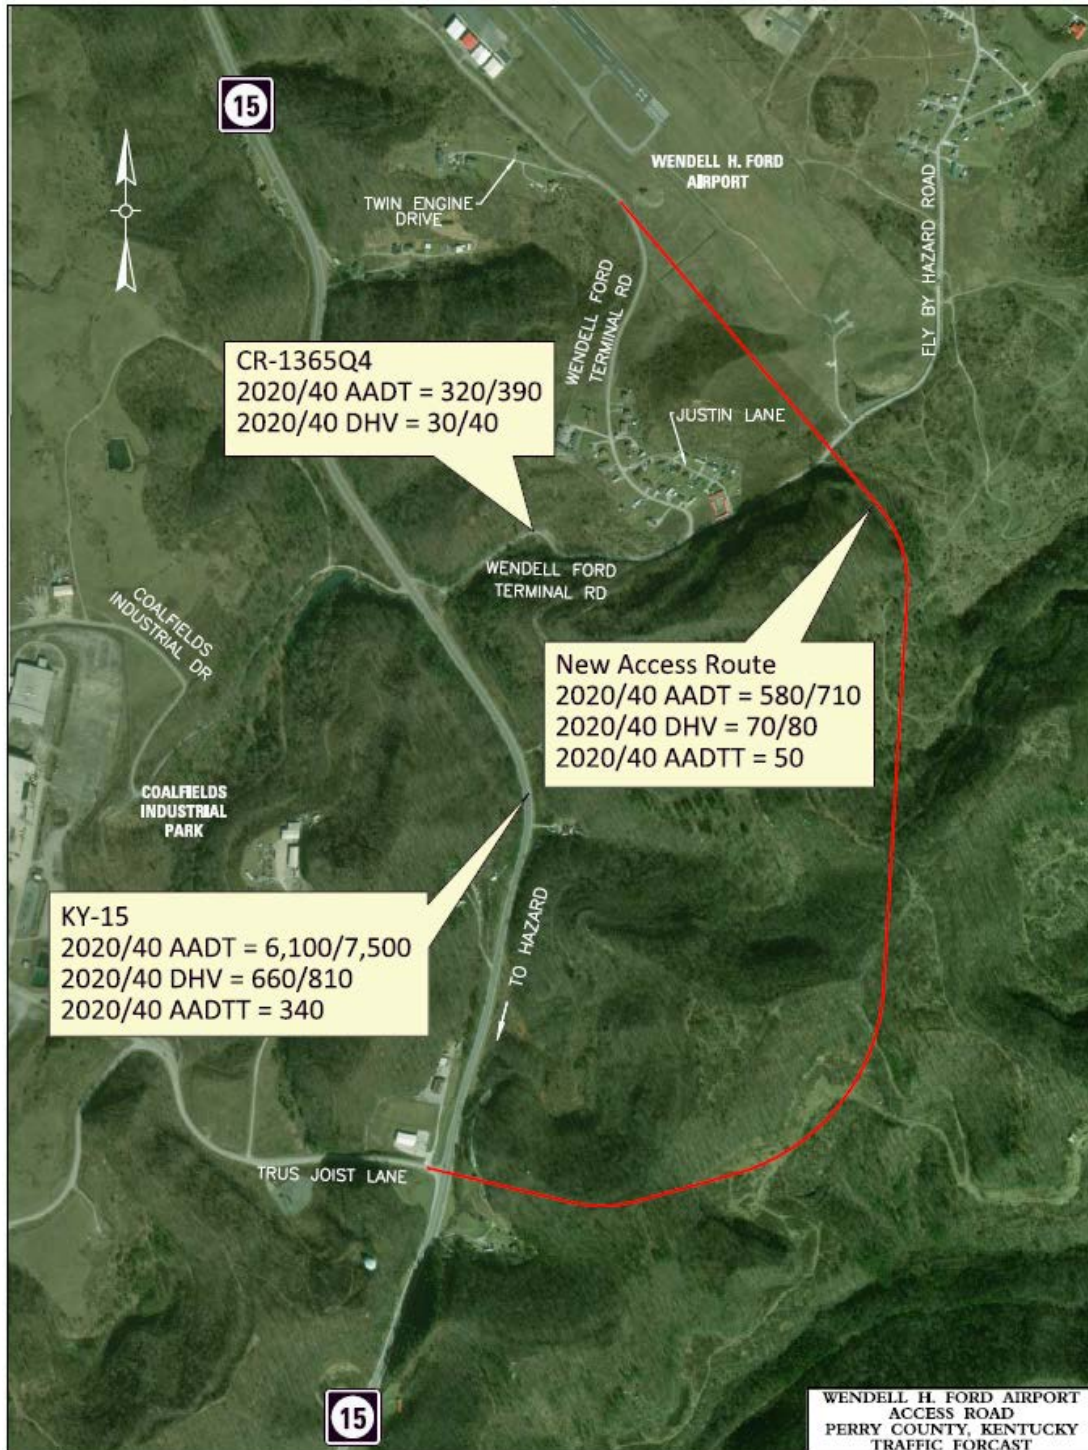 15
WENDELL H. FORD
AIRPORT
TWIN ENGINE
DRIVE
FLY BY HAZARD ROAD
WENDELL FORD
TERMINAL RD
CR-1365Q4
2020/40 AADT = 320/390
2020/40 DHV = 30/40
JUSTIN LANE
WENDELL FORD
TERMINAL RD
COALFIELDS
INDUSTRIAL DR
New Access Route
2020/40 AADT = 580/710
2020/40 DHV = 70/80
2020/40 AADTT = 50
COALFIELDS
INDUSTRIAL
PARK
KY-15
2020/40 AADT = 6,100/7,500
2020/40 DHV = 660/810
2020/40 AADTT = 340
TO HAZARD
TRUS JOIST LANE
15
WENDELL H. FORD AIRPORT
ACCESS ROAD
PERRY COUNTY, KENTUCKY
TRAFFIC FORCAST